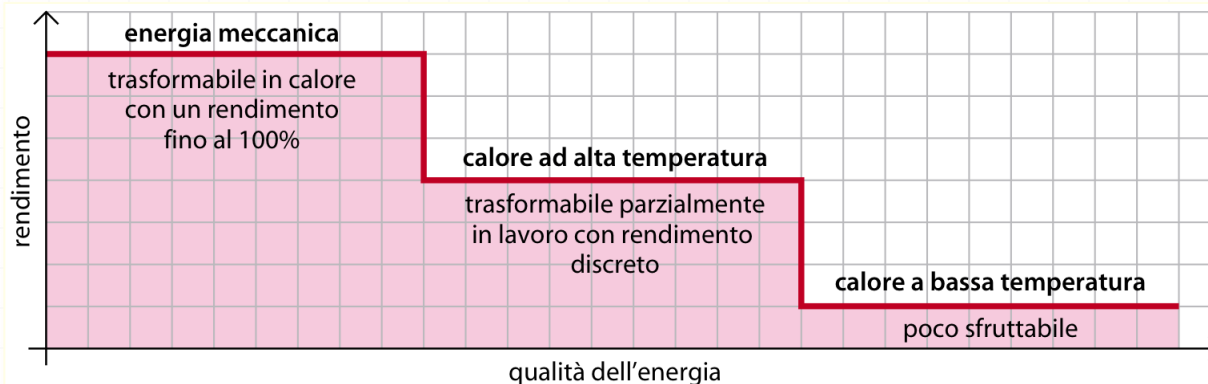 energia meccanica
trasformabile in calore
con un rendimento
fino al 100%
calore ad alta temperatura
trasformabile parzialmente
in lavoro con rendimento
discreto
calore a bassa temperatura
poco sfruttabile
rendimento
qualità dell'energia